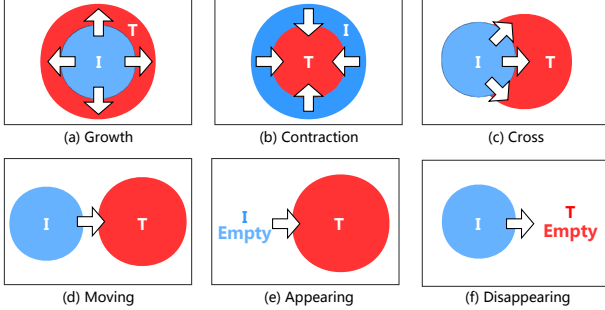 T
I
(a) Growth
I
T
(b) Contraction
I
T
(c) Cross
I
T
(d) Moving
I
Empty
T
(e) Appearing
I
T
Empty
(f) Disappearing